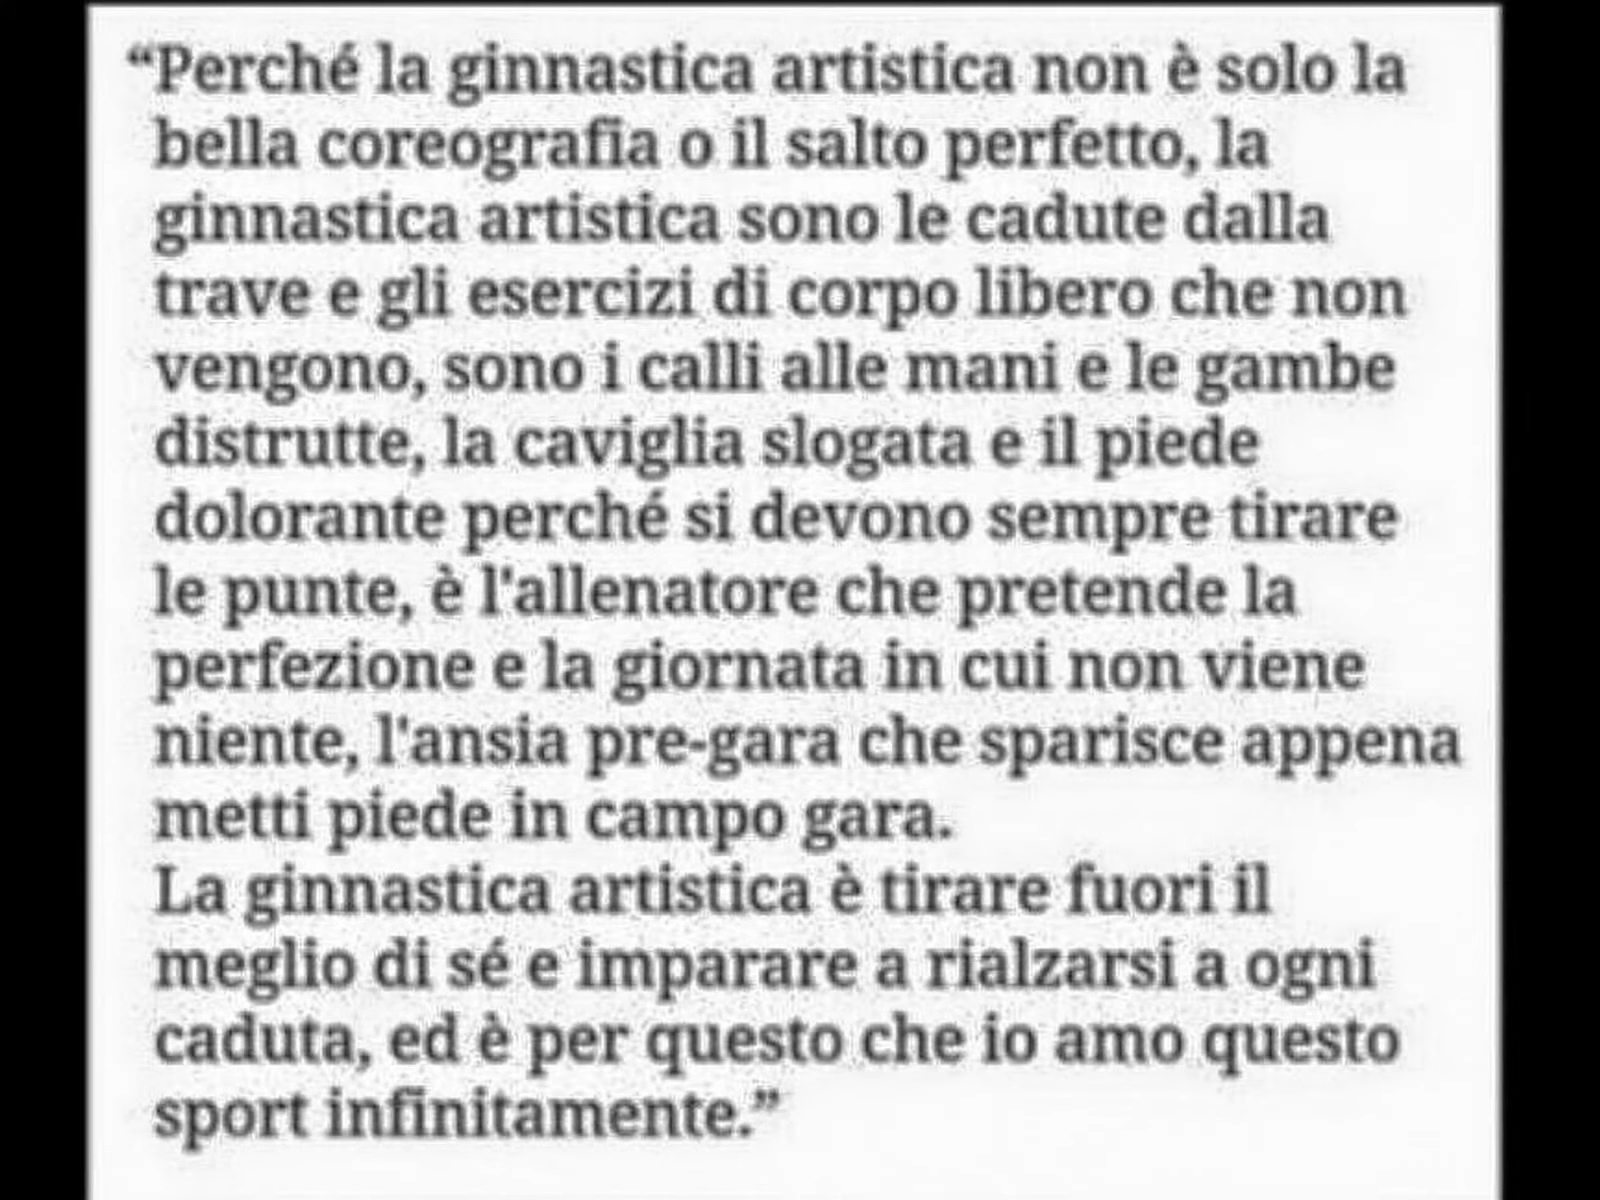 “Perché la ginnastica artistica non è solo la
bella coreografia o il salto perfetto, la
ginnastica artistica sono le cadute dalla
trave e gli esercizi di corpo libero che non
vengono, sono i calli alle mani e le gambe
distrutte, la caviglia slogata e il piede
dolorante perché si devono sempre tirare
le punte, è l'allenatore che pretende la
perfezione e la giornata in cui non viene
niente, l'ansia pre-gara che sparisce appena
metti piede in campo gara.
La ginnastica artistica è tirare fuori il
meglio di sé e imparare a rialzarsi a ogni
caduta, ed è per questo che io amo questo
sport infinitamente.”